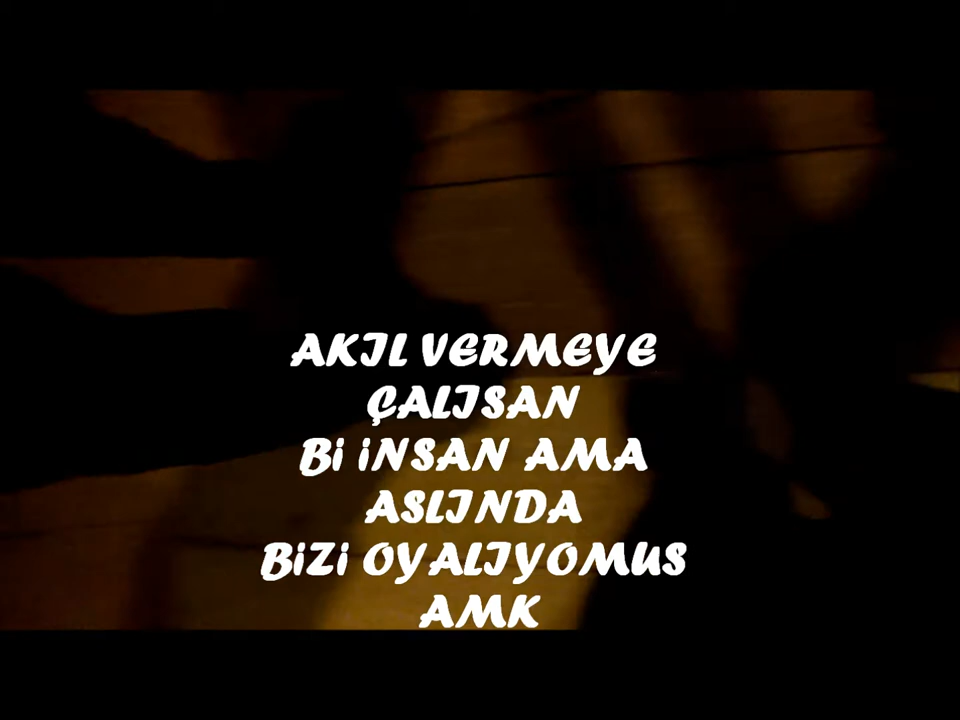 AKIL VERMEYE
ÇALISAN
Bi iNSAN AMA
ASLINDA
BiZi OYALIYOMUS
AMK